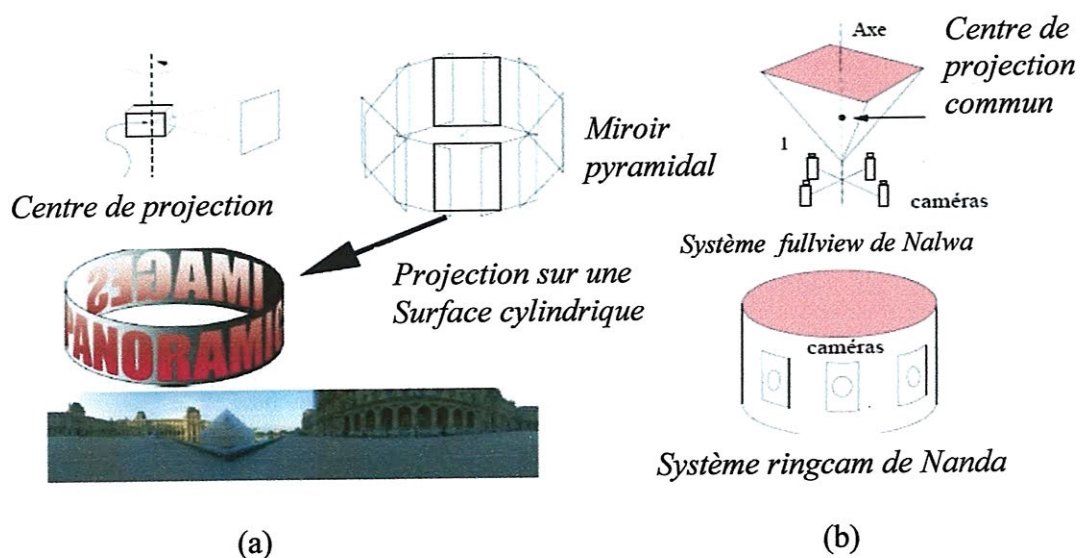 Centre de projection
Miroir
pyramidal
Projection sur une
Surface cylindrique
IMAGES
PANORAMIC
(a)
Axe
Centre de
projection
commun
1
caméras
Système fullview de Nalwa
caméras
Système ringcam de Nanda
(b)